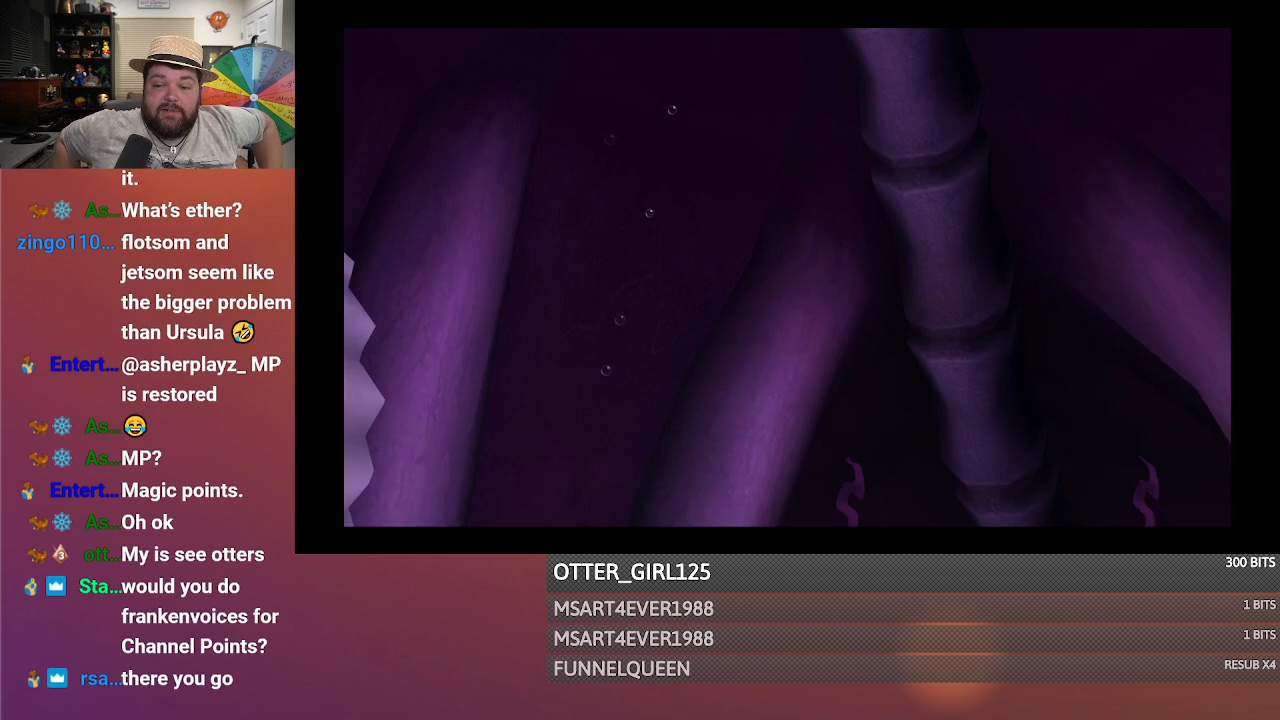 it.
As... What's ether?
zingo110... flotsom and
jetsom seem like
the bigger problem
than Ursula 🤣
Entert... @asherplayz_ MP
is restored
As... 😂
As... MP?
Entert... Magic points.
As... Oh ok
3 ott... My is see otters
Sta... would you do
frankenvoices for
Channel Points?
rsa... there you go
OTTER_GIRL125 300 BITS
MSART4EVER1988 1 BITS
MSART4EVER1988 1 BITS
FUNNELQUEEN RESUB X4